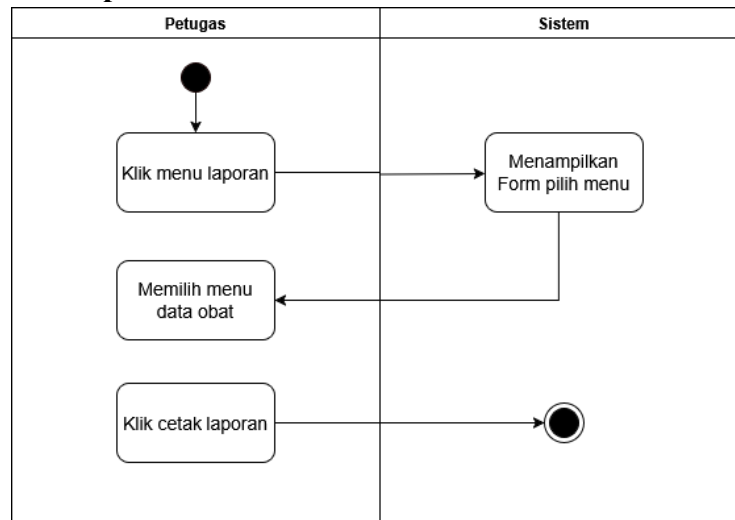 Petugas
Sistem
Klik menu laporan
Menampilkan
Form pilih menu
Memilih menu
data obat
Klik cetak laporan